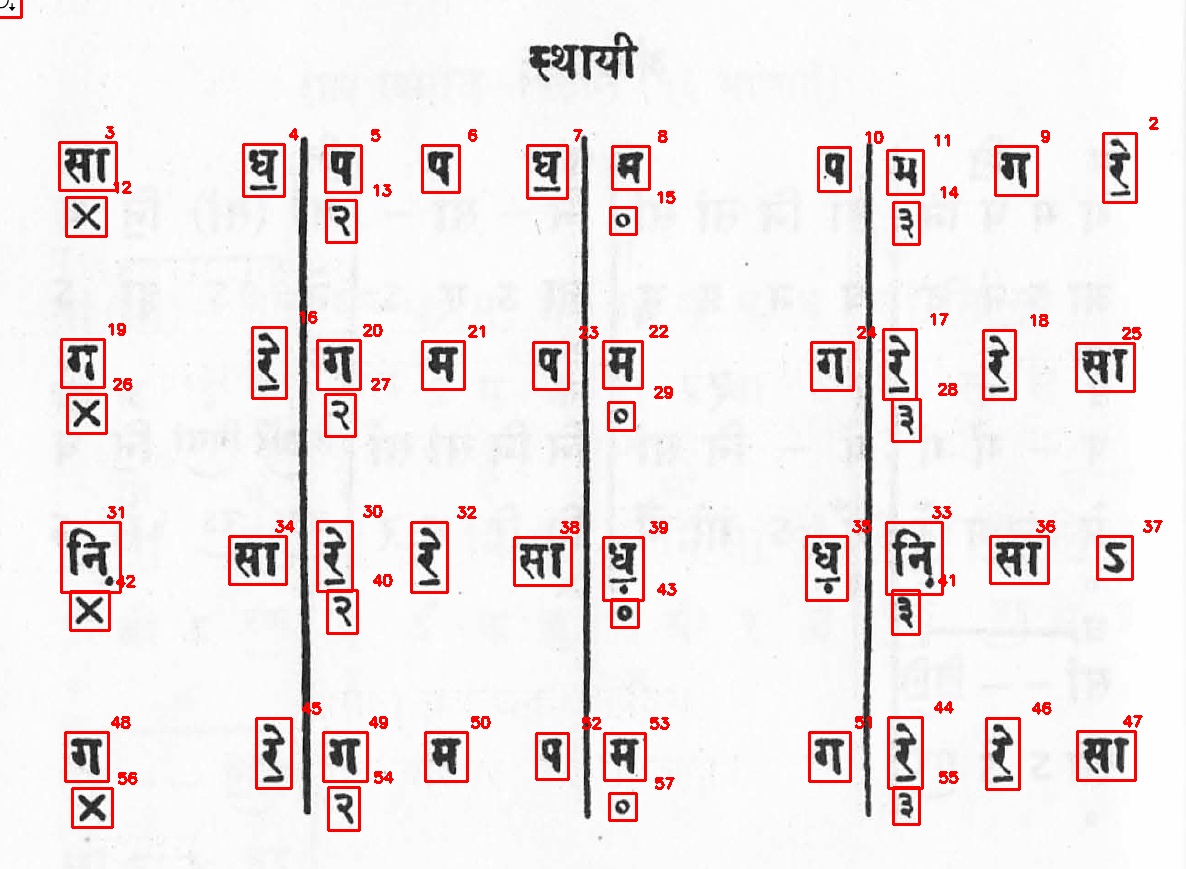 स्थायी
3 4 5 6 7 8 10 11 9 2
सा ध॒ | प प ध॒ | म प | म ग रे॒
12 13 15 14
× २ ० ३
19 16 20 21 23 22 24 17 18 25
ग रे॒ | ग म प | म ग | रे॒ रे॒ सा
26 27 29 28
× २ ० ३
31 34 30 32 38 39 35 33 36 37
नि़ सा | रे॒ रे॒ सा | ध़॒ ध़॒ | नि़ सा ऽ
42 40 43 41
× २ ० ३
48 45 49 50 52 53 51 44 46 47
ग रे॒ | ग म प | म ग | रे॒ रे॒ सा
56 54 57 55
× २ ० ३